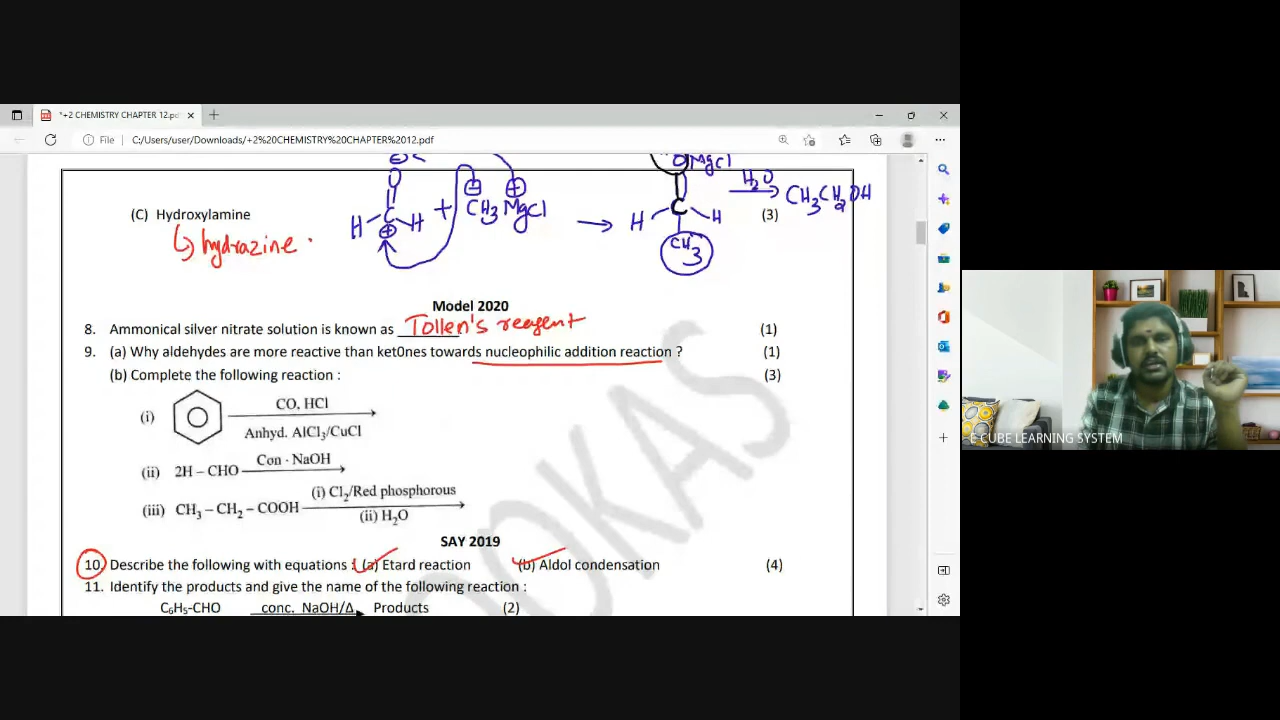 *+2 CHEMISTRY CHAPTER 12.pd
File C:/Users/user/Downloads/+2%20CHEMISTRY%20CHAPTER%2012.pdf
O MgCl
O H2O
H C H + CH3 MgCl → H C H CH3CH2OH
CH3
(C) Hydroxylamine (3)
hydrazine
Model 2020
8. Ammonical silver nitrate solution is known as Tollen's reagent (1)
9. (a) Why aldehydes are more reactive than ket0nes towards nucleophilic addition reaction ? (1)
(b) Complete the following reaction : (3)
(i) CO, HCl
Anhyd. AlCl3/CuCl
(ii) 2H – CHO Con · NaOH
(iii) CH3 – CH2 – COOH (i) Cl2/Red phosphorous
(ii) H2O
SAY 2019
10. Describe the following with equations : (a) Etard reaction (b) Aldol condensation (4)
11. Identify the products and give the name of the following reaction :
C6H5-CHO conc. NaOH/Δ Products (2)
OOKAS
E CUBE LEARNING SYSTEM